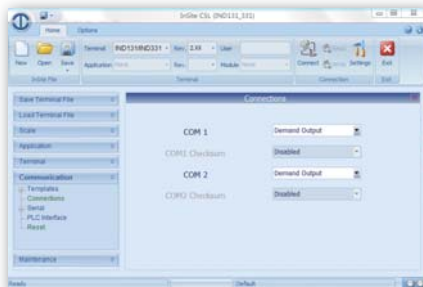 InSite CSL (IND131_331)
Home Options
New Open Save
Terminal IND131/IND331 Rev. 2.XX User
Application None Rev. Module
Connect Settings Exit
InSite File Terminal Connection Exit
Save Terminal File
Load Terminal File
Scale
Application
Terminal
Communication
Templates
Connections
Serial
PLC Interface
Reset
Maintenance
Connections
COM 1 Demand Output
COM1 Checksum Disabled
COM 2 Demand Output
COM2 Checksum Disabled
Ready Default